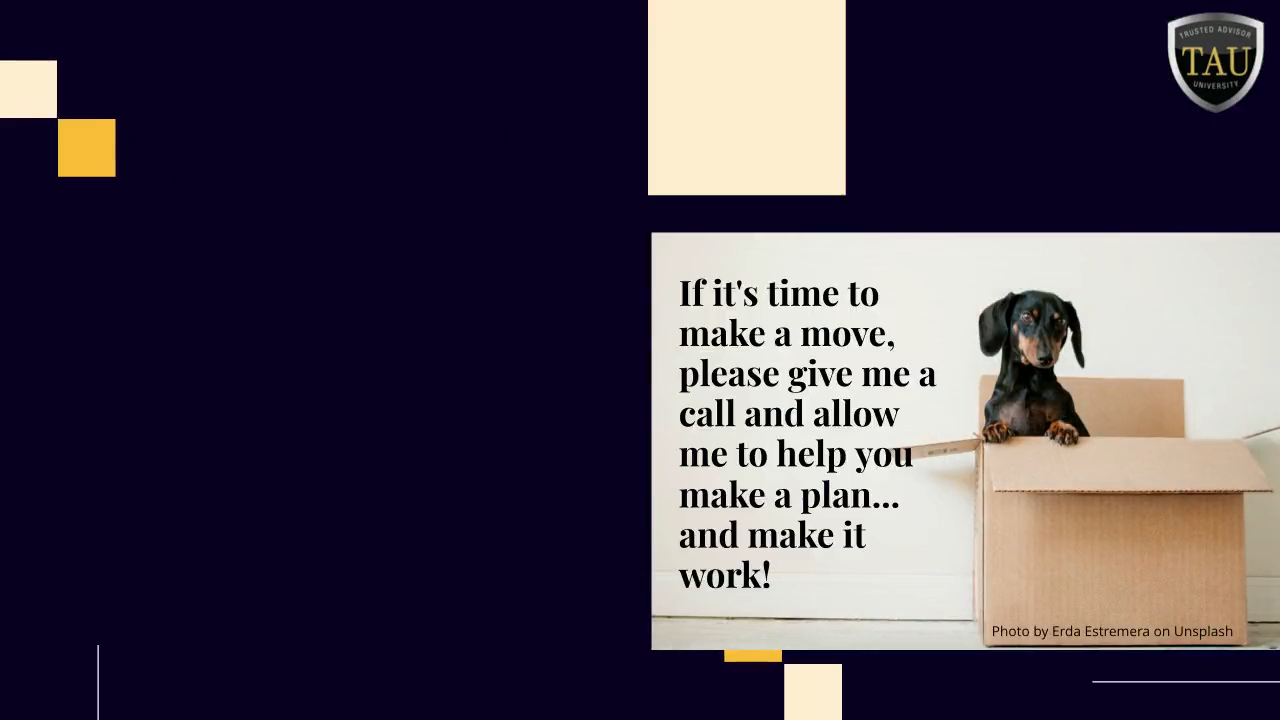 TRUSTED ADVISOR
TAU
UNIVERSITY
If it's time to
make a move,
please give me a
call and allow
me to help you
make a plan...
and make it
work!
Photo by Erda Estremera on Unsplash